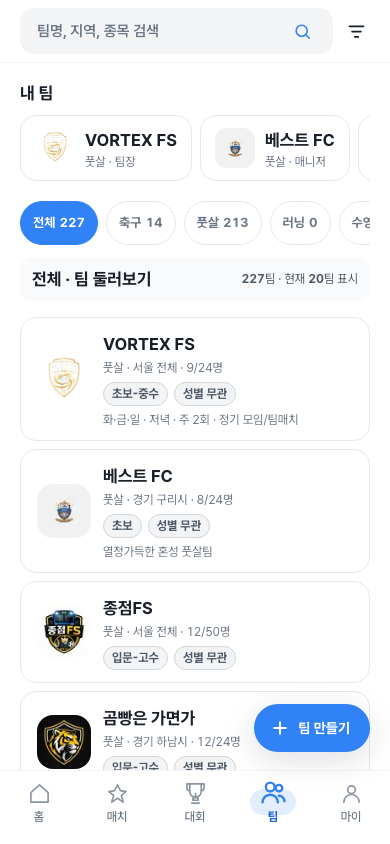 팀명, 지역, 종목 검색
내 팀
VORTEX FS
풋살 · 팀장
베스트 FC
풋살 · 매니저
전체 227
축구 14
풋살 213
러닝 0
수영
전체 · 팀 둘러보기
227팀 · 현재 20팀 표시
VORTEX FS
풋살 · 서울 전체 · 9/24명
초보-중수
성별 무관
화·금·일 · 저녁 · 주 2회 · 정기 모임/팀매치
베스트 FC
풋살 · 경기 구리시 · 8/24명
초보
성별 무관
열정가득한 혼성 풋살팀
종점FS
종점FS
풋살 · 서울 전체 · 12/50명
입문-고수
성별 무관
곰빵은 가면가
풋살 · 경기 하남시 · 12/24명
입문-고수
성별 무관
팀 만들기
홈
매치
대회
팀
마이